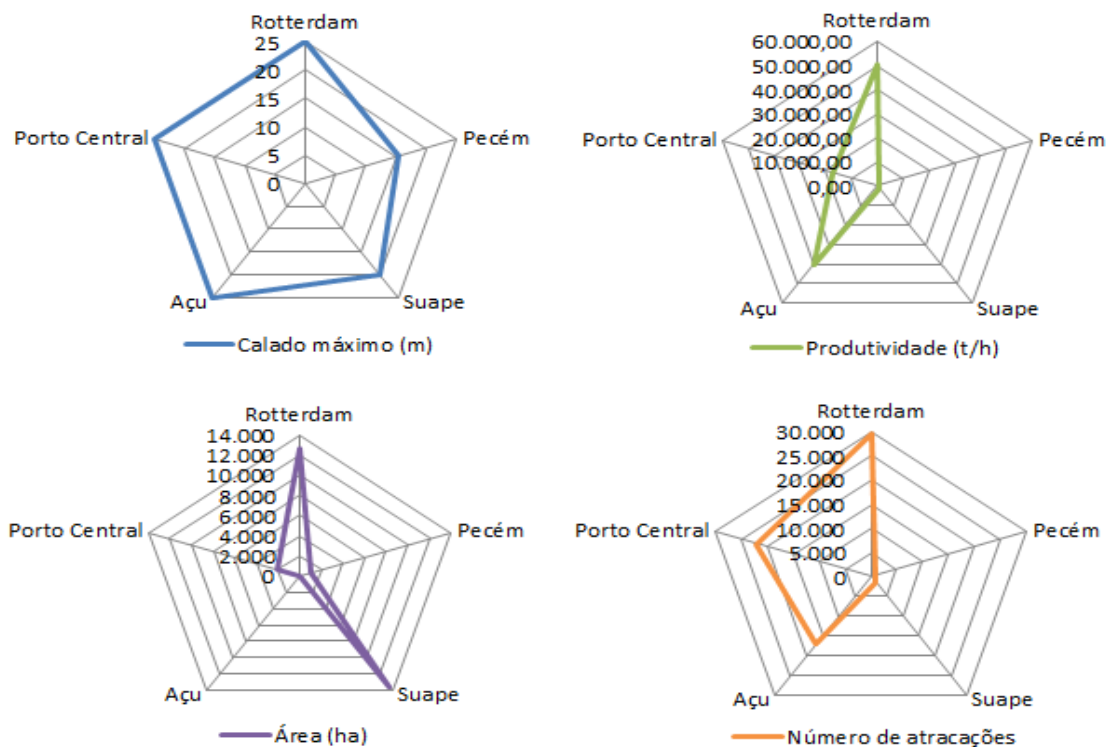 Rotterdam
25
20
15
10
5
0
Porto Central
Pecém
Açu
Suape
Calado máximo (m)
Rotterdam
60.000,00
50.000,00
40.000,00
30.000,00
20.000,00
10.000,00
0,00
Porto Central
Pecém
Açu
Suape
Produtividade (t/h)
Rotterdam
14.000
12.000
10.000
8.000
6.000
4.000
2.000
0
Porto Central
Pecém
Açu
Suape
Área (ha)
Rotterdam
30.000
25.000
20.000
15.000
10.000
5.000
0
Porto Central
Pecém
Açu
Suape
Número de atracações